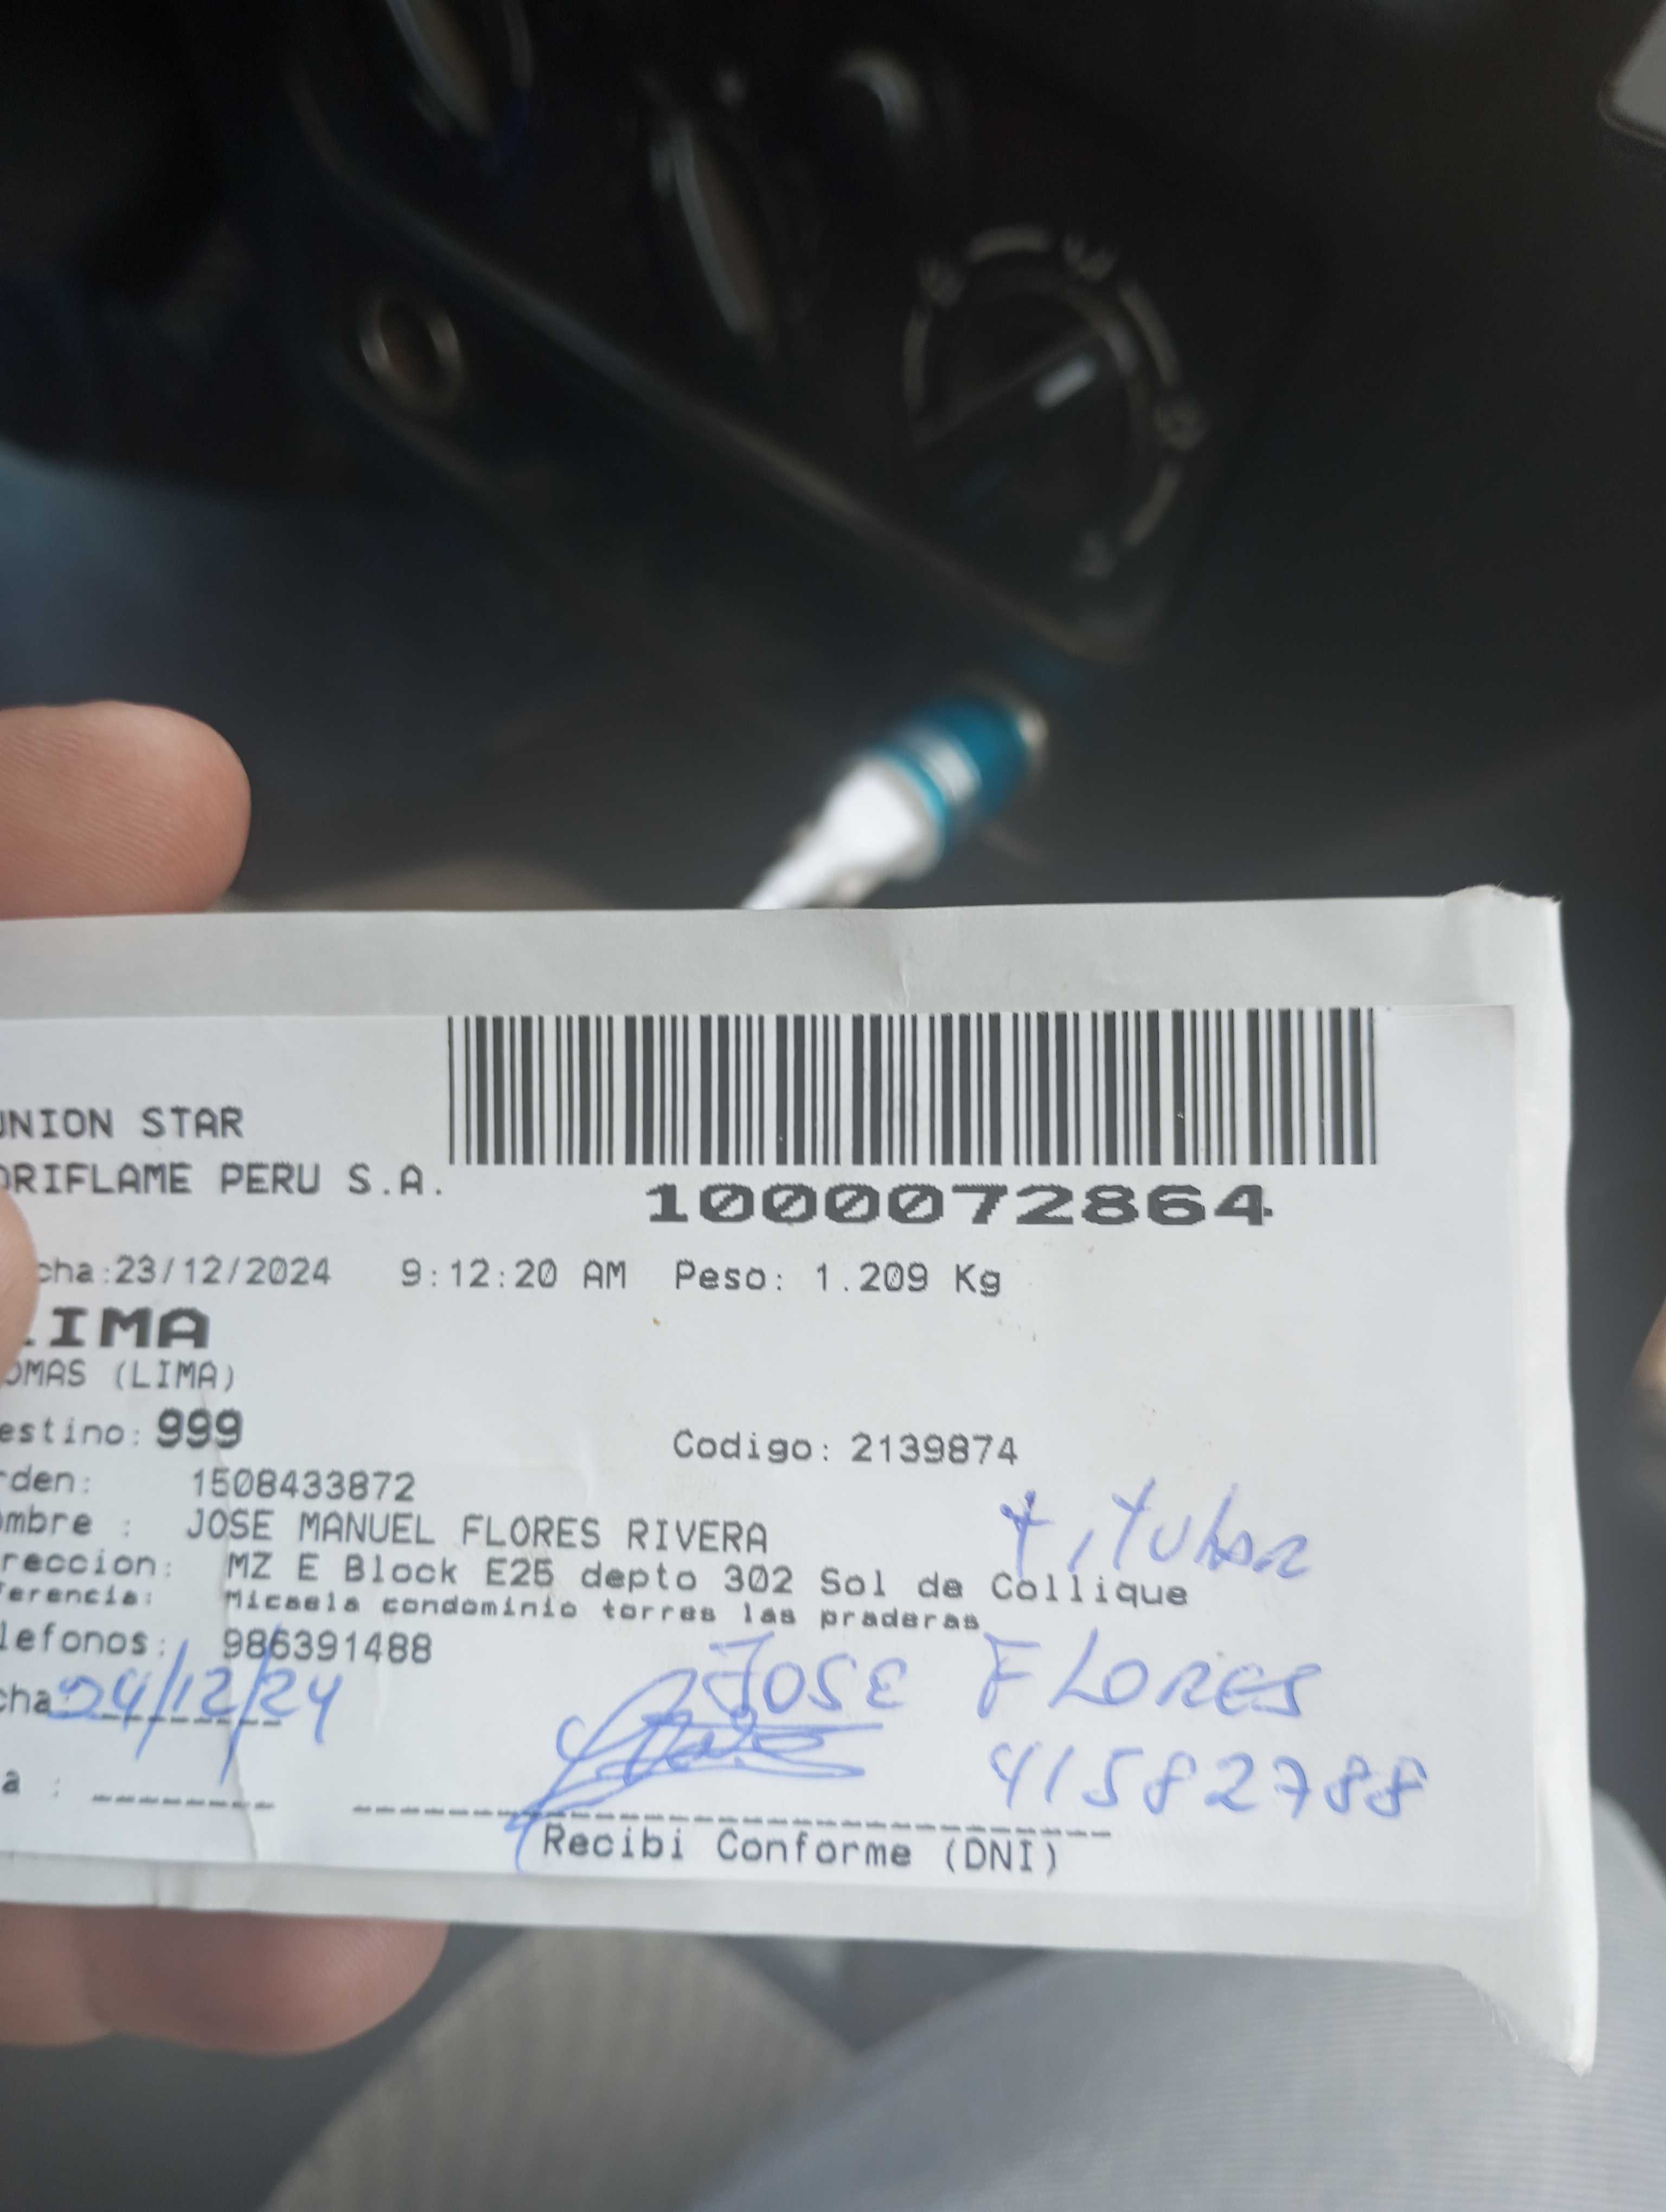 UNION STAR
ORIFLAME PERU S.A.
1000072864
cha:23/12/2024 9:12:20 AM Peso: 1.209 Kg
LIMA
OMAS (LIMA)
estino: 999
Codigo: 2139874
rden: 1508433872
titular
mbre : JOSE MANUEL FLORES RIVERA
reccion: MZ E Block E25 depto 302 Sol de Collique
ferencia: Micaela condominio torres las praderas
lefonos: 986391488
JOSE FLORES
cha 24/12/24
41582788
a :
Recibi Conforme (DNI)